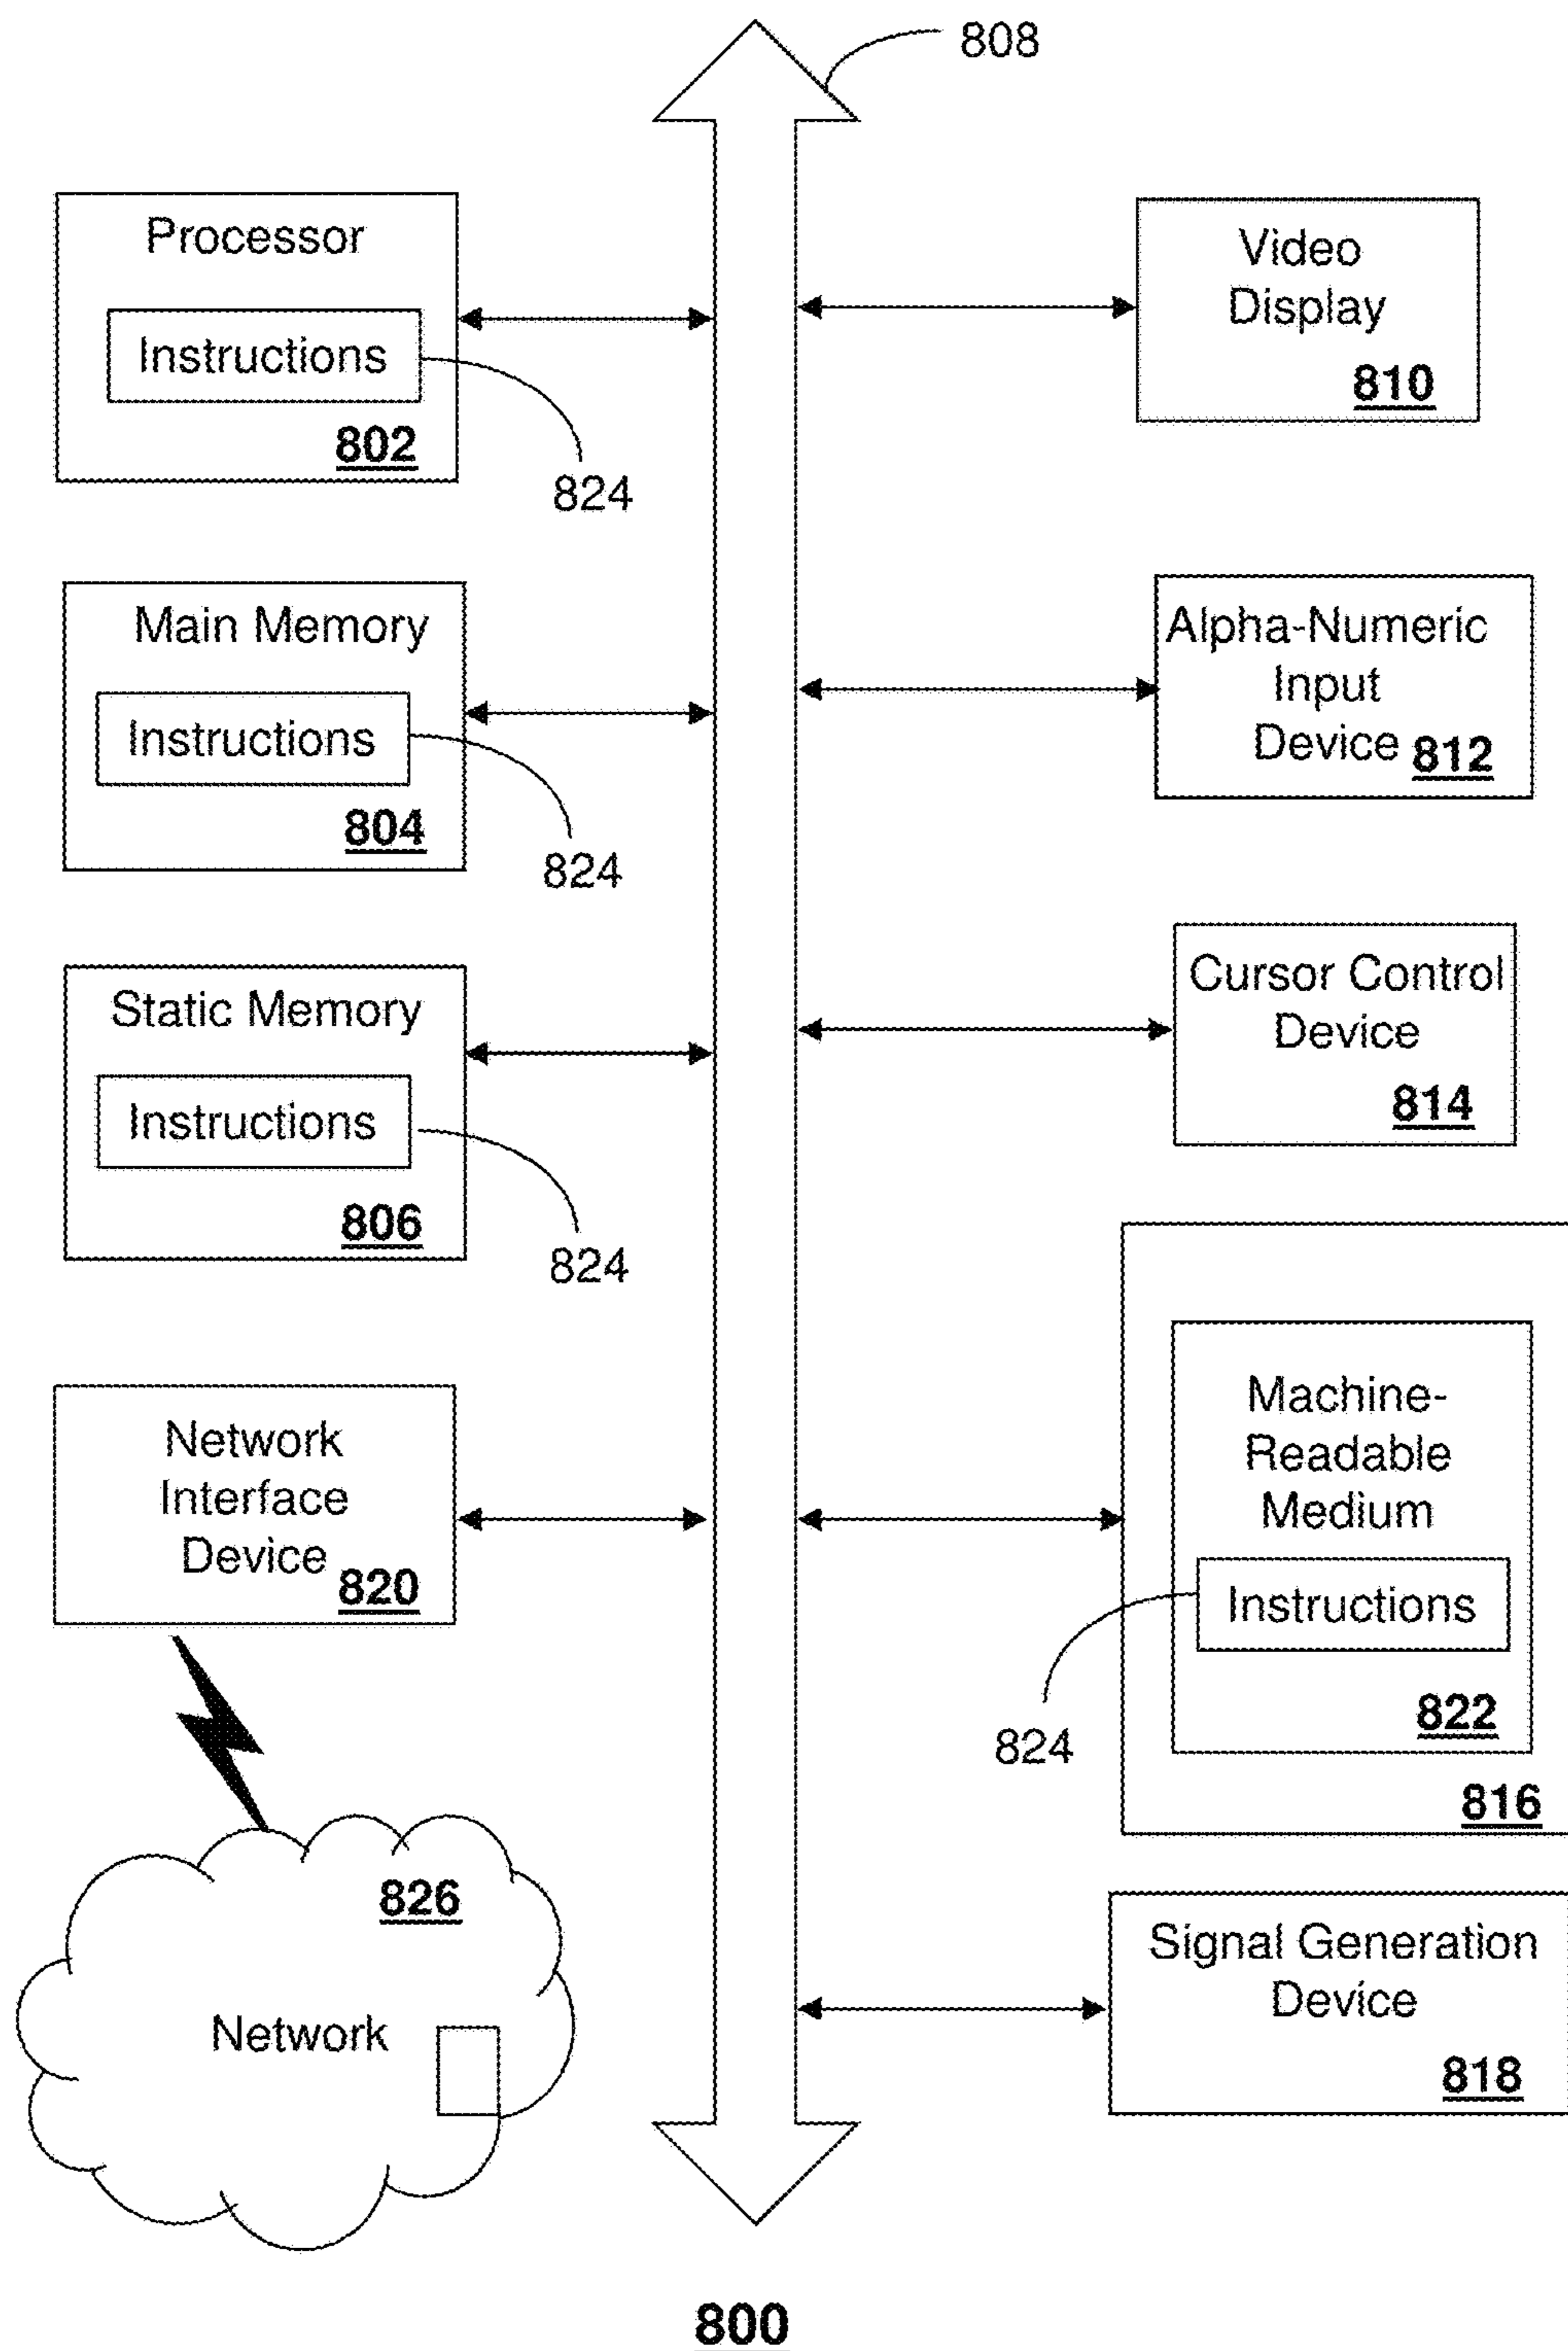 808
Processor
Instructions
802
824
Main Memory
Instructions
804
824
Static Memory
Instructions
806
824
Network
Interface
Device
820
826
Network
Video
Display
810
Alpha-Numeric
Input
Device 812
Cursor Control
Device
814
Machine-
Readable
Medium
Instructions
822
824
816
Signal Generation
Device
818
800